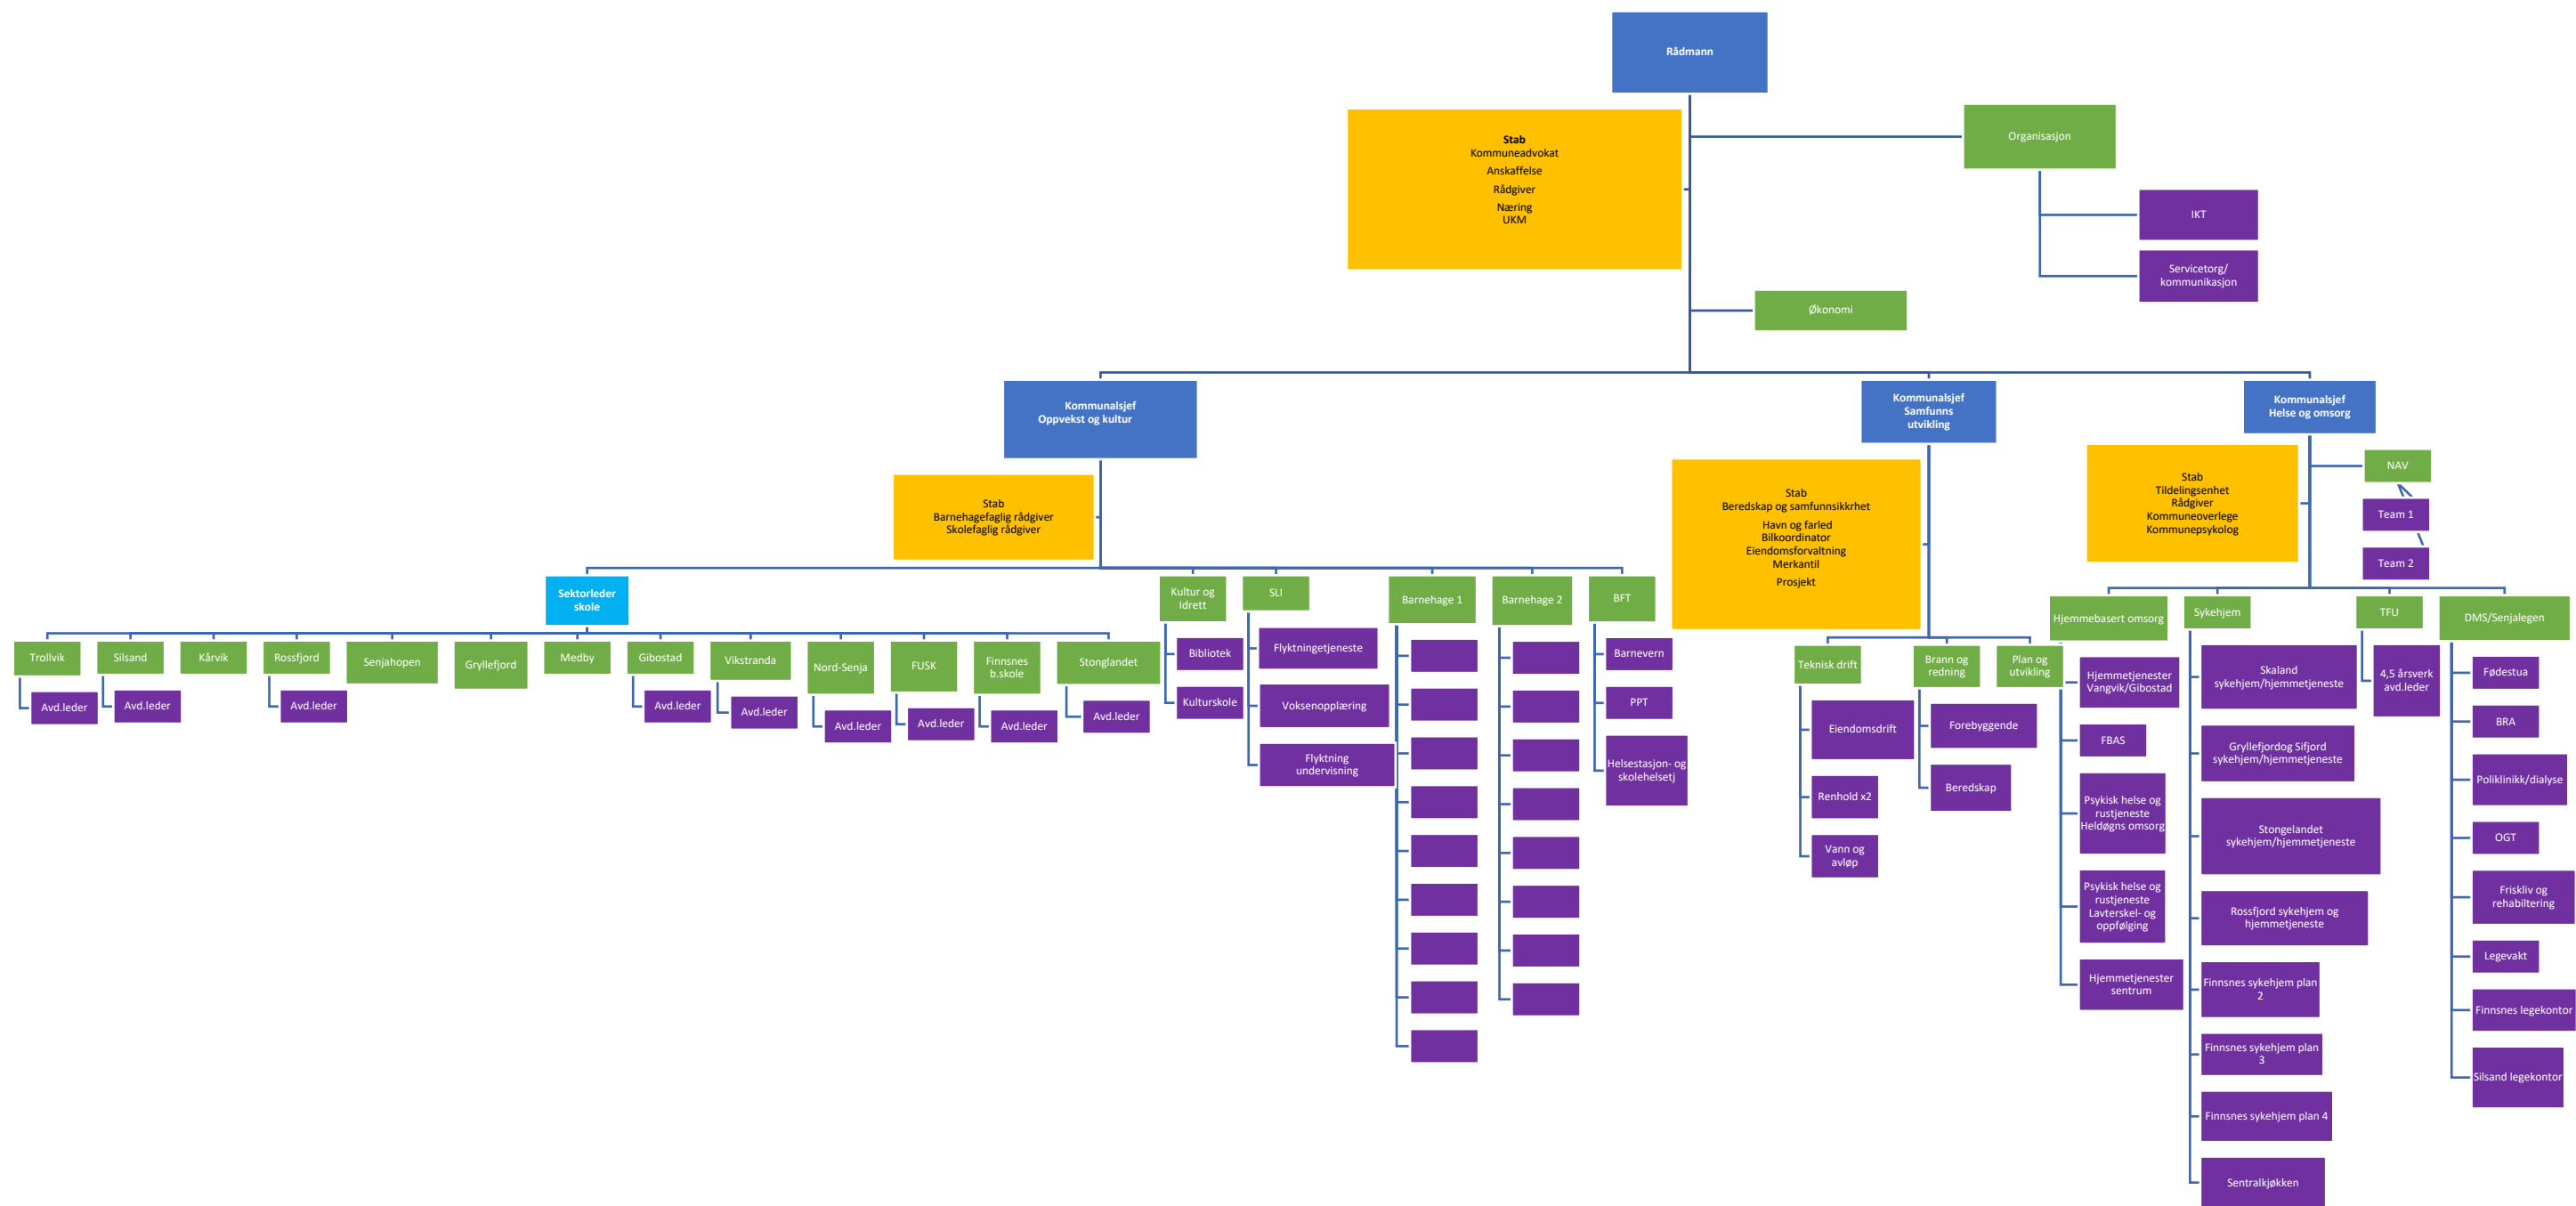 Rådmann
Stab
Kommuneadvokat
Anskaffelse
Rådgiver
Næring
UKM
Organisasjon
IKT
Servicetorg/
kommunikasjon
Økonomi
Kommunalsjef
Oppvekst og kultur
Kommunalsjef
Samfunns
utvikling
Kommunalsjef
Helse og omsorg
Stab
Barnehagefaglig rådgiver
Skolefaglig rådgiver
Stab
Beredskap og samfunnsikkrhet
Havn og farled
Bilkoordinator
Eiendomsforvaltning
Merkantil
Prosjekt
Stab
Tildelingsenhet
Rådgiver
Kommuneoverlege
Kommunepsykolog
NAV
Team 1
Team 2
Sektorleder
skole
Trollvik
Avd.leder
Silsand
Avd.leder
Kårvik
Rossfjord
Avd.leder
Senjahopen
Gryllefjord
Medby
Gibostad
Avd.leder
Vikstranda
Avd.leder
Nord-Senja
Avd.leder
FUSK
Avd.leder
Finnsnes
b.skole
Avd.leder
Stonglandet
Avd.leder
Kultur og
Idrett
Bibliotek
Kulturskole
SLI
Flyktningetjeneste
Voksenopplæring
Flyktning
undervisning
Barnehage 1
Barnehage 2
BFT
Barnevern
PPT
Helsestasjon- og
skolehelsetj
Teknisk drift
Eiendomsdrift
Renhold x2
Vann og
avløp
Brann og
redning
Forebyggende
Beredskap
Plan og
utvikling
Hjemmebasert omsorg
Hjemmetjenester
Vangvik/Gibostad
FBAS
Psykisk helse og
rustjeneste
Heldøgns omsorg
Psykisk helse og
rustjeneste
Lavterskel- og
oppfølging
Hjemmetjenester
sentrum
Sykehjem
Skaland
sykehjem/hjemmetjeneste
Gryllefjordog Sifjord
sykehjem/hjemmetjeneste
Stongelandet
sykehjem/hjemmetjeneste
Rossfjord sykehjem og
hjemmetjeneste
Finnsnes sykehjem plan
2
Finnsnes sykehjem plan
3
Finnsnes sykehjem plan 4
Sentralkjøkken
TFU
4,5 årsverk
avd.leder
DMS/Senjalegen
Fødestua
BRA
Poliklinikk/dialyse
OGT
Friskliv og
rehabiltering
Legevakt
Finnsnes legekontor
Silsand legekontor